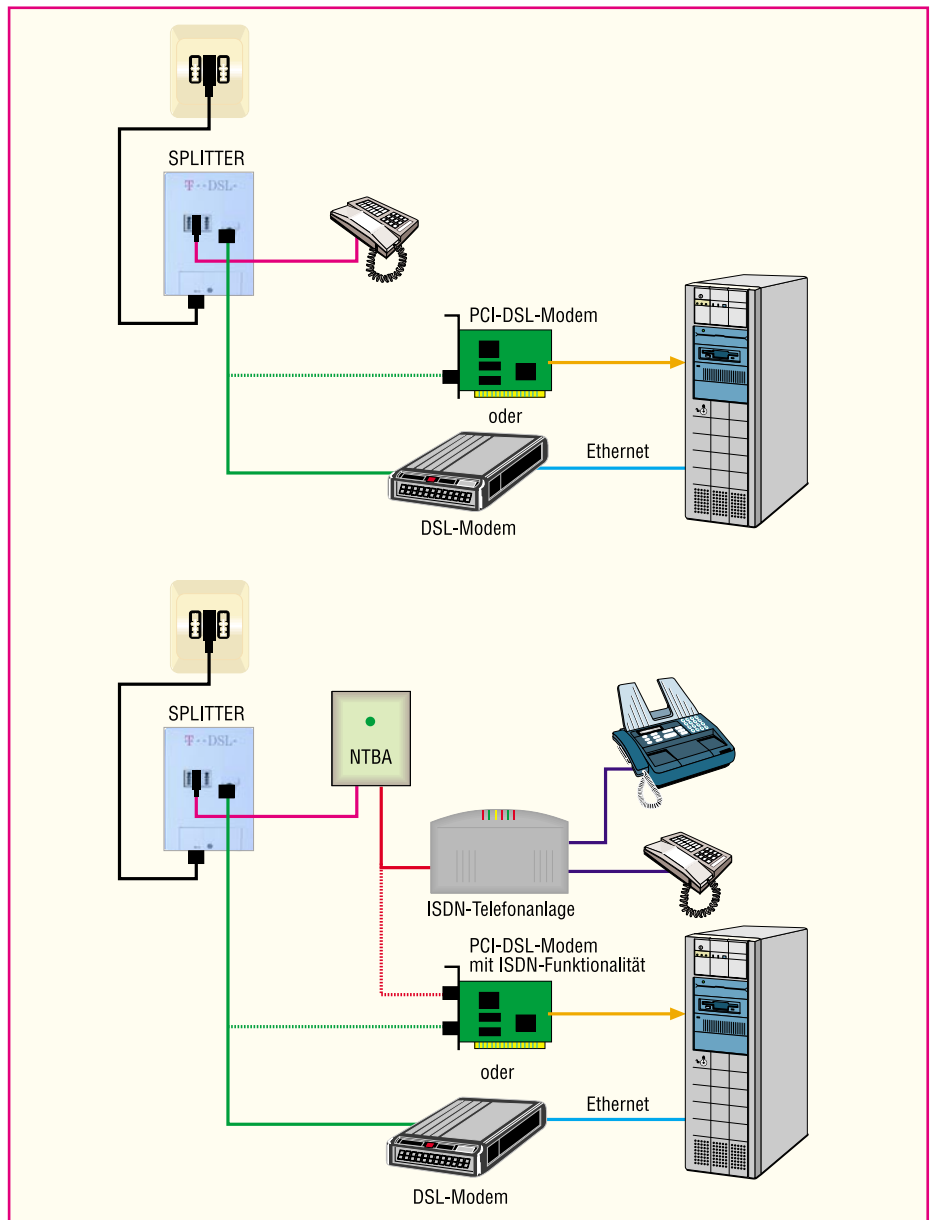 SPLITTER
T - - DSL -
PCI-DSL-Modem
oder
Ethernet
DSL-Modem
SPLITTER
T - - DSL -
NTBA
ISDN-Telefonanlage
PCI-DSL-Modem
mit ISDN-Funktionalität
oder
Ethernet
DSL-Modem